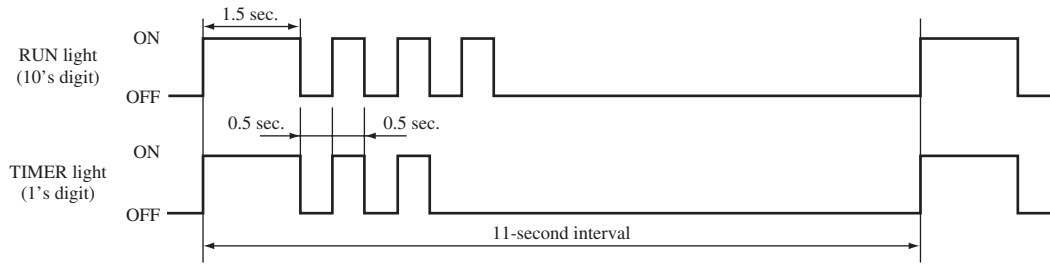 1.5 sec.
ON
RUN light
(10's digit)
OFF
0.5 sec.
0.5 sec.
ON
TIMER light
(1's digit)
OFF
11-second interval